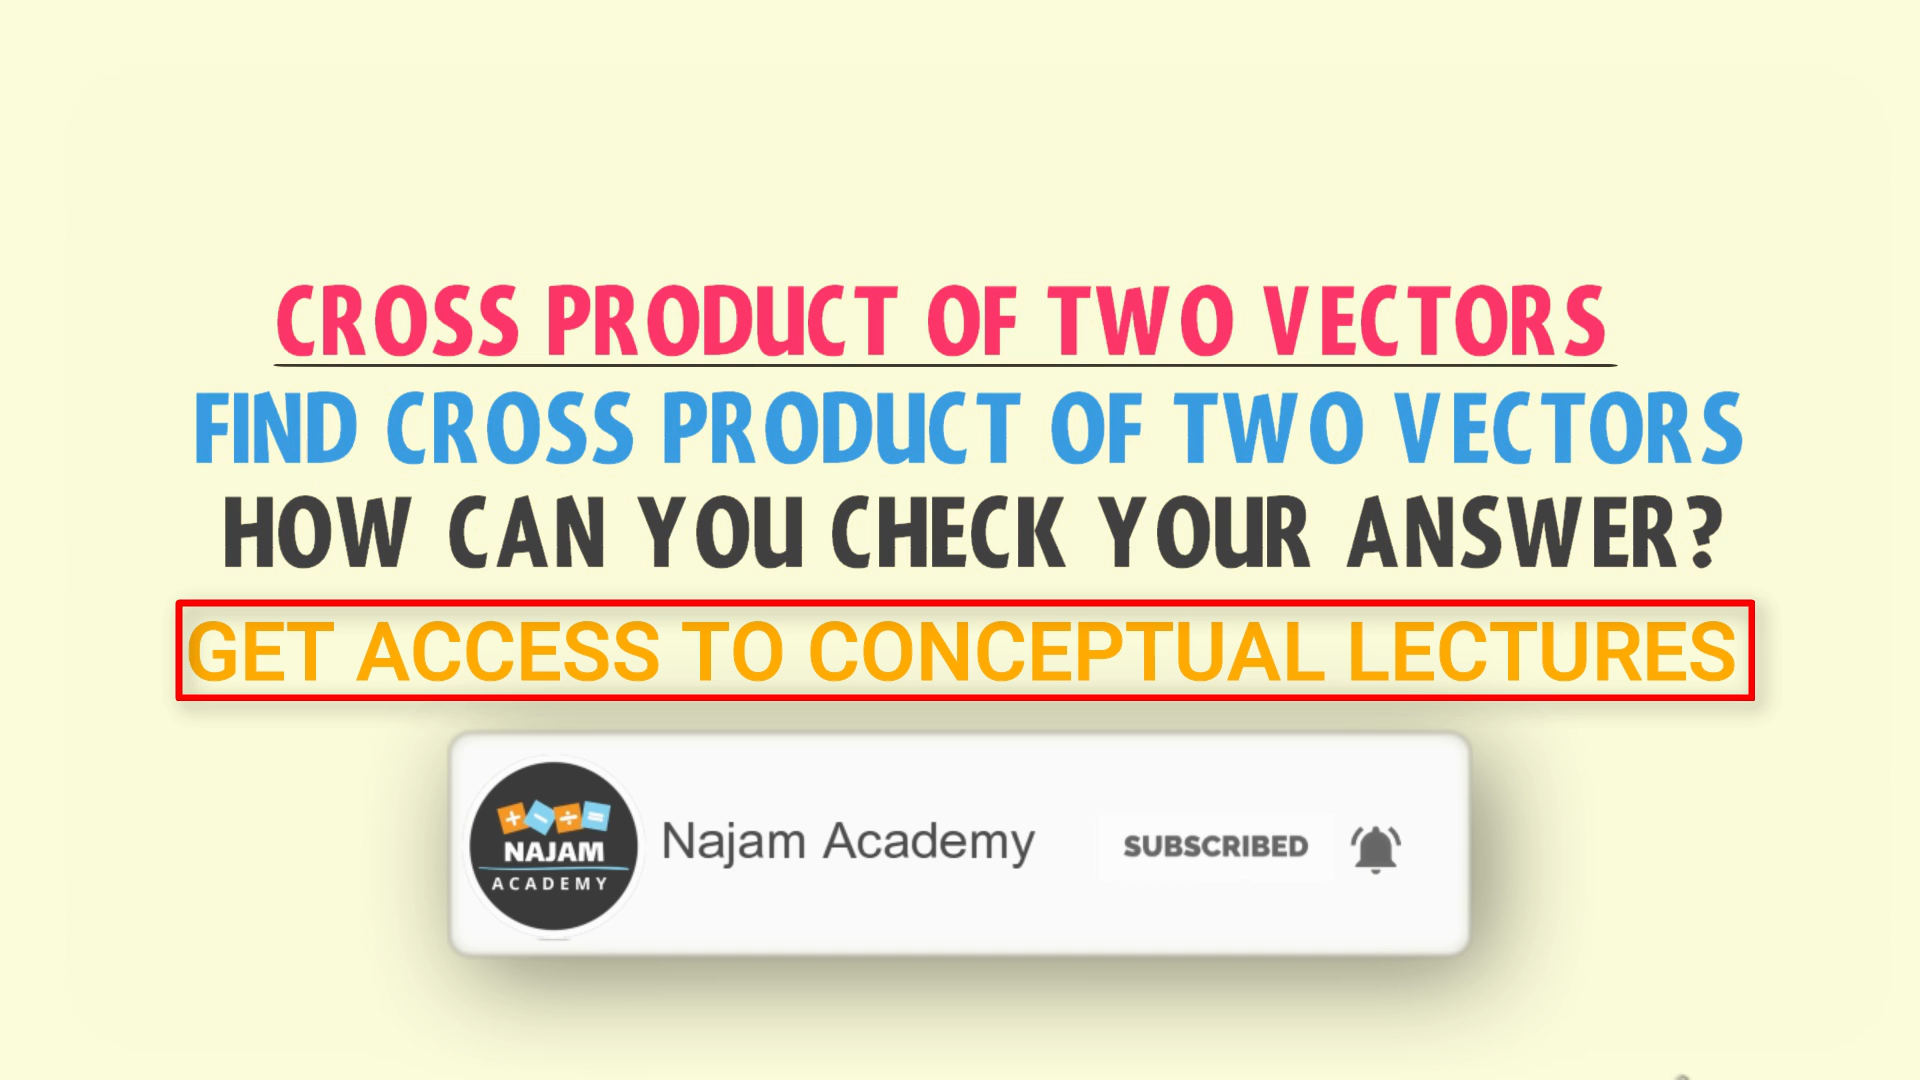 CROSS PRODUCT OF TWO VECTORS
FIND CROSS PRODUCT OF TWO VECTORS
HOW CAN YOU CHECK YOUR ANSWER?
GET ACCESS TO CONCEPTUAL LECTURES
NAJAM
ACADEMY
Najam Academy SUBSCRIBED